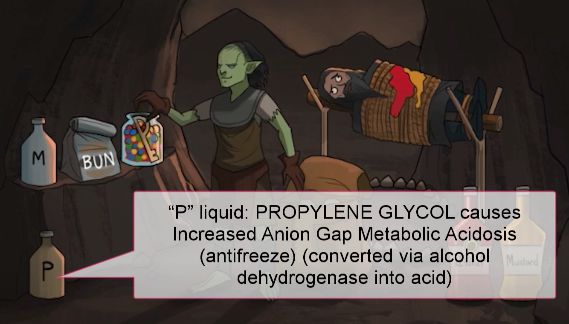 M
BUN
"P" liquid: PROPYLENE GLYCOL causes
Increased Anion Gap Metabolic Acidosis
(antifreeze) (converted via alcohol
dehydrogenase into acid)
P
Mustard